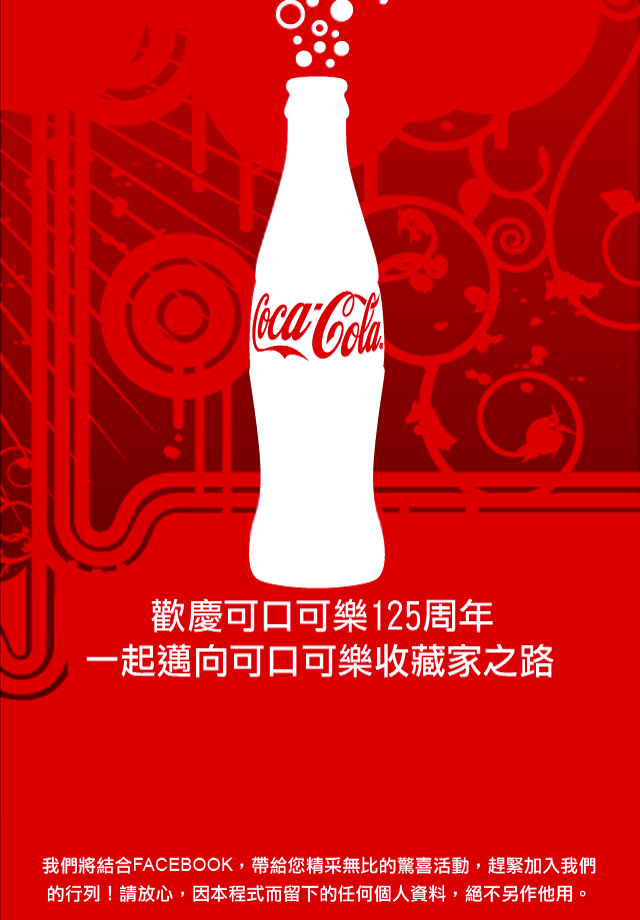 Coca-Cola
歡慶可口可樂125周年
一起邁向可口可樂收藏家之路
我們將結合FACEBOOK，帶給您精采無比的驚喜活動，趕緊加入我們
的行列！請放心，因本程式而留下的任何個人資料，絕不另作他用。